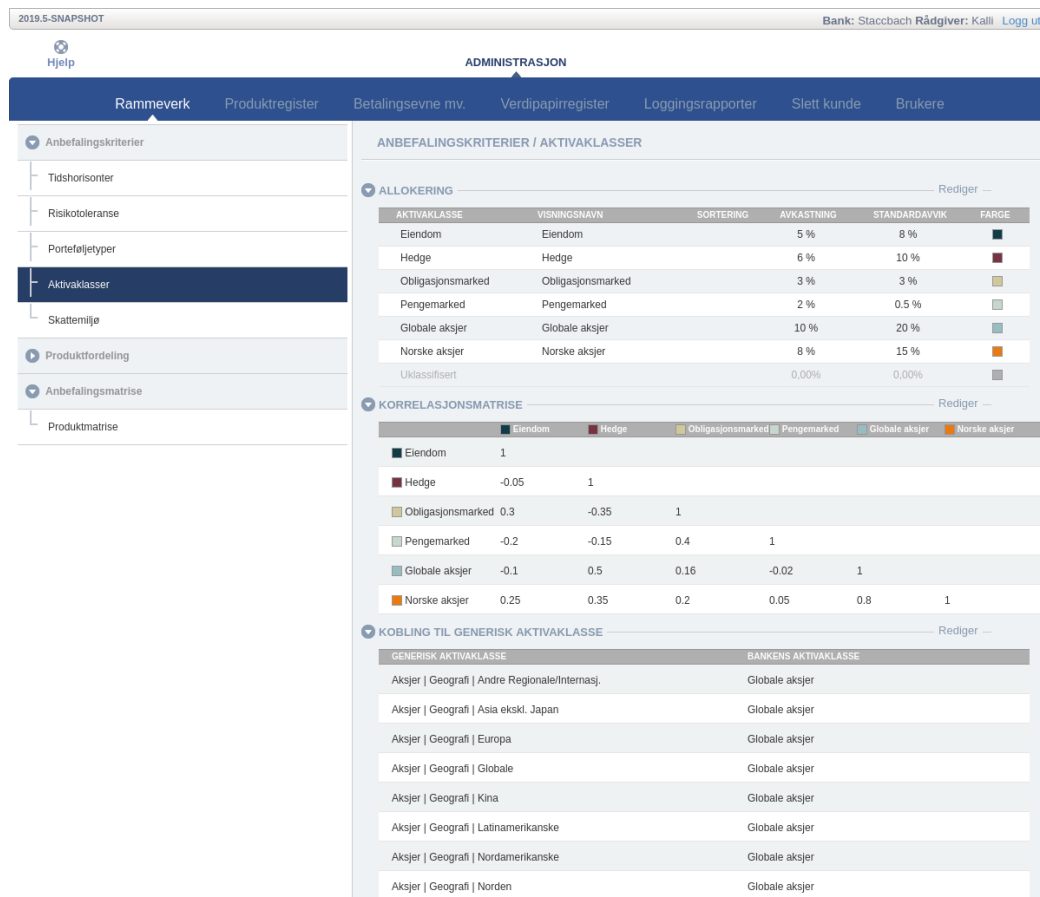 2019.5-SNAPSHOT Bank: Staccbach Rådgiver: Kalli Logg ut
Hjelp
ADMINISTRASJON
Rammeverk Produktregister Betalingsevne mv. Verdipapirregister Loggingsrapporter Slett kunde Brukere
Anbefalingskriterier
Tidshorisonter
Risikotoleranse
Porteføljetyper
Aktivaklasser
Skattemiljø
Produktfordeling
Anbefalingsmatrise
Produktmatrise
ANBEFALINGSKRITERIER / AKTIVAKLASSER
ALLOKERING Rediger
AKTIVAKLASSE VISNINGSNAVN SORTERING AVKASTNING STANDARDAVVIK FARGE
Eiendom Eiendom 5 % 8 %
Hedge Hedge 6 % 10 %
Obligasjonsmarked Obligasjonsmarked 3 % 3 %
Pengemarked Pengemarked 2 % 0.5 %
Globale aksjer Globale aksjer 10 % 20 %
Norske aksjer Norske aksjer 8 % 15 %
Uklassifisert 0,00% 0,00%
KORRELASJONSMATRISE Rediger
Eiendom Hedge Obligasjonsmarked Pengemarked Globale aksjer Norske aksjer
Eiendom 1
Hedge -0.05 1
Obligasjonsmarked 0.3 -0.35 1
Pengemarked -0.2 -0.15 0.4 1
Globale aksjer -0.1 0.5 0.16 -0.02 1
Norske aksjer 0.25 0.35 0.2 0.05 0.8 1
KOBLING TIL GENERISK AKTIVAKLASSE Rediger
GENERISK AKTIVAKLASSE BANKENS AKTIVAKLASSE
Aksjer | Geografi | Andre Regionale/Internasj. Globale aksjer
Aksjer | Geografi | Asia ekskl. Japan Globale aksjer
Aksjer | Geografi | Europa Globale aksjer
Aksjer | Geografi | Globale Globale aksjer
Aksjer | Geografi | Kina Globale aksjer
Aksjer | Geografi | Latinamerikanske Globale aksjer
Aksjer | Geografi | Nordamerikanske Globale aksjer
Aksjer | Geografi | Norden Globale aksjer